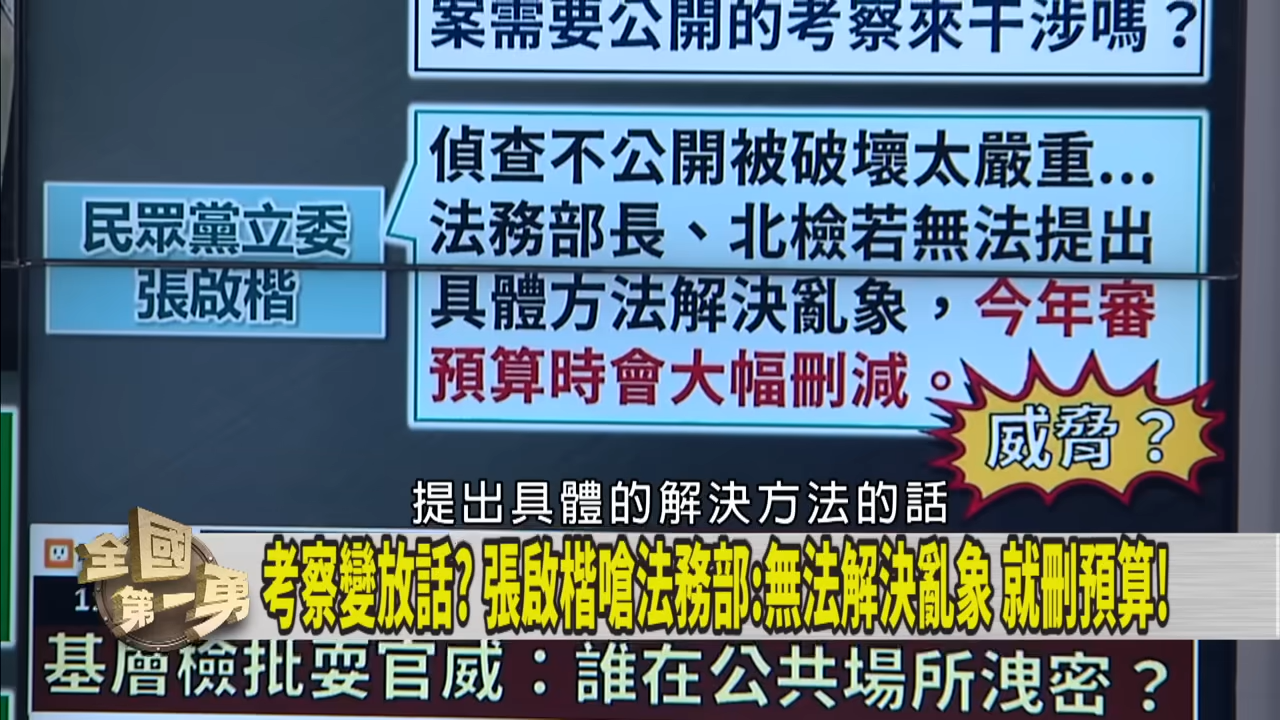 案需要公開的考察來干涉嗎？
偵查不公開被破壞太嚴重...
民眾黨立委
張啟楷
法務部長、北檢若無法提出
具體方法解決亂象，今年審
預算時會大幅刪減。
威脅？
提出具體的解決方法的話
全國
第一勇
考察變放話？張啟楷嗆法務部:無法解決亂象 就刪預算!
基層檢批耍官威：誰在公共場所洩密？